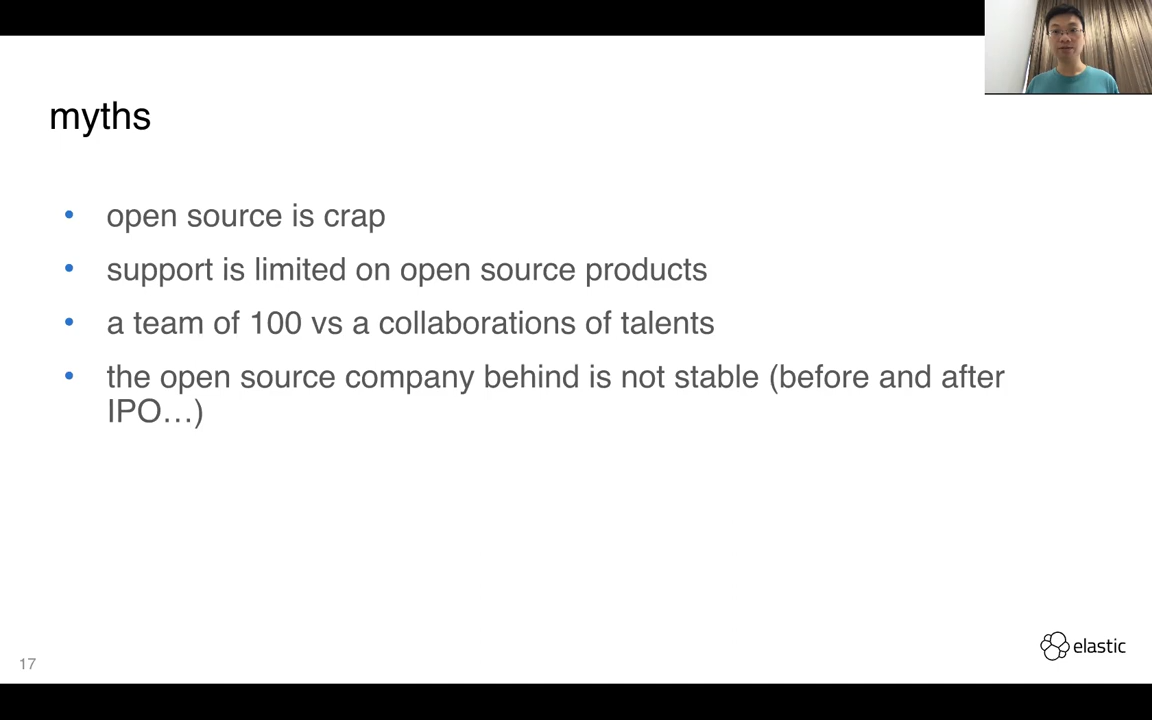 myths
• open source is crap
• support is limited on open source products
• a team of 100 vs a collaborations of talents
• the open source company behind is not stable (before and after
IPO…)
elastic
17